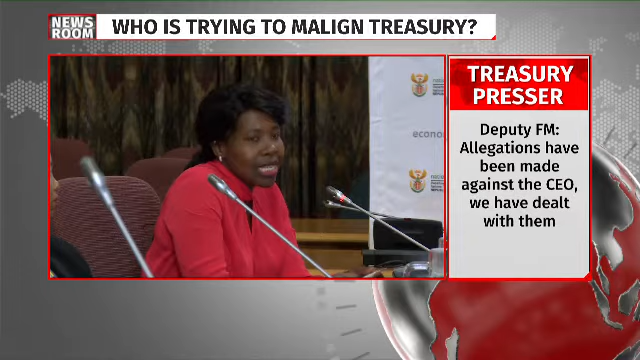 NEWS
ROOM
WHO IS TRYING TO MALIGN TREASURY?
TREASURY
PRESSER
Deputy FM:
Allegations have
been made
against the CEO,
we have dealt
with them
econo